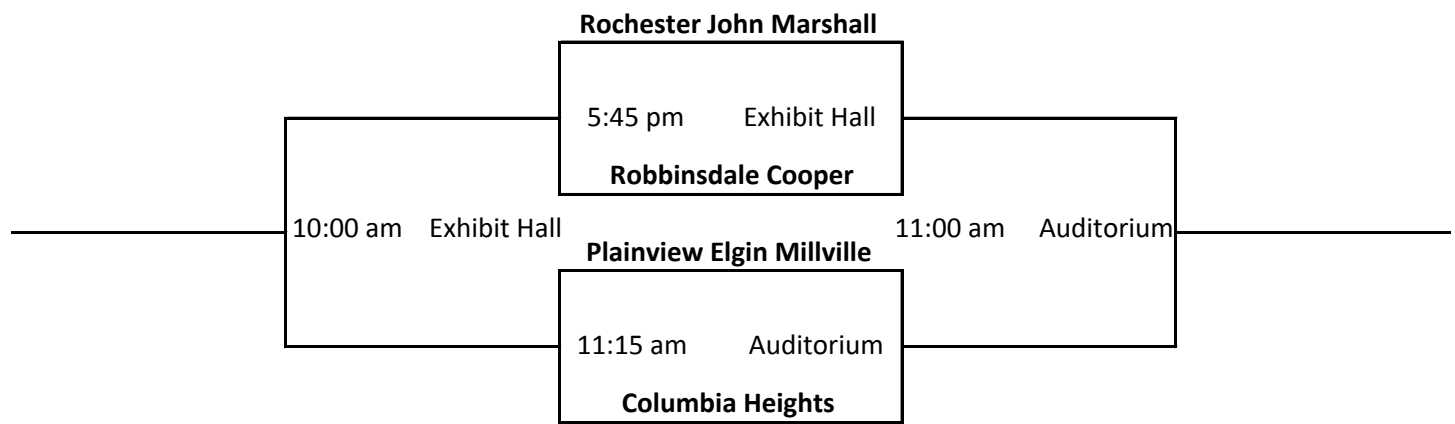 Rochester John Marshall
5:45 pm Exhibit Hall
Robbinsdale Cooper
10:00 am Exhibit Hall
11:00 am Auditorium
Plainview Elgin Millville
11:15 am Auditorium
Columbia Heights